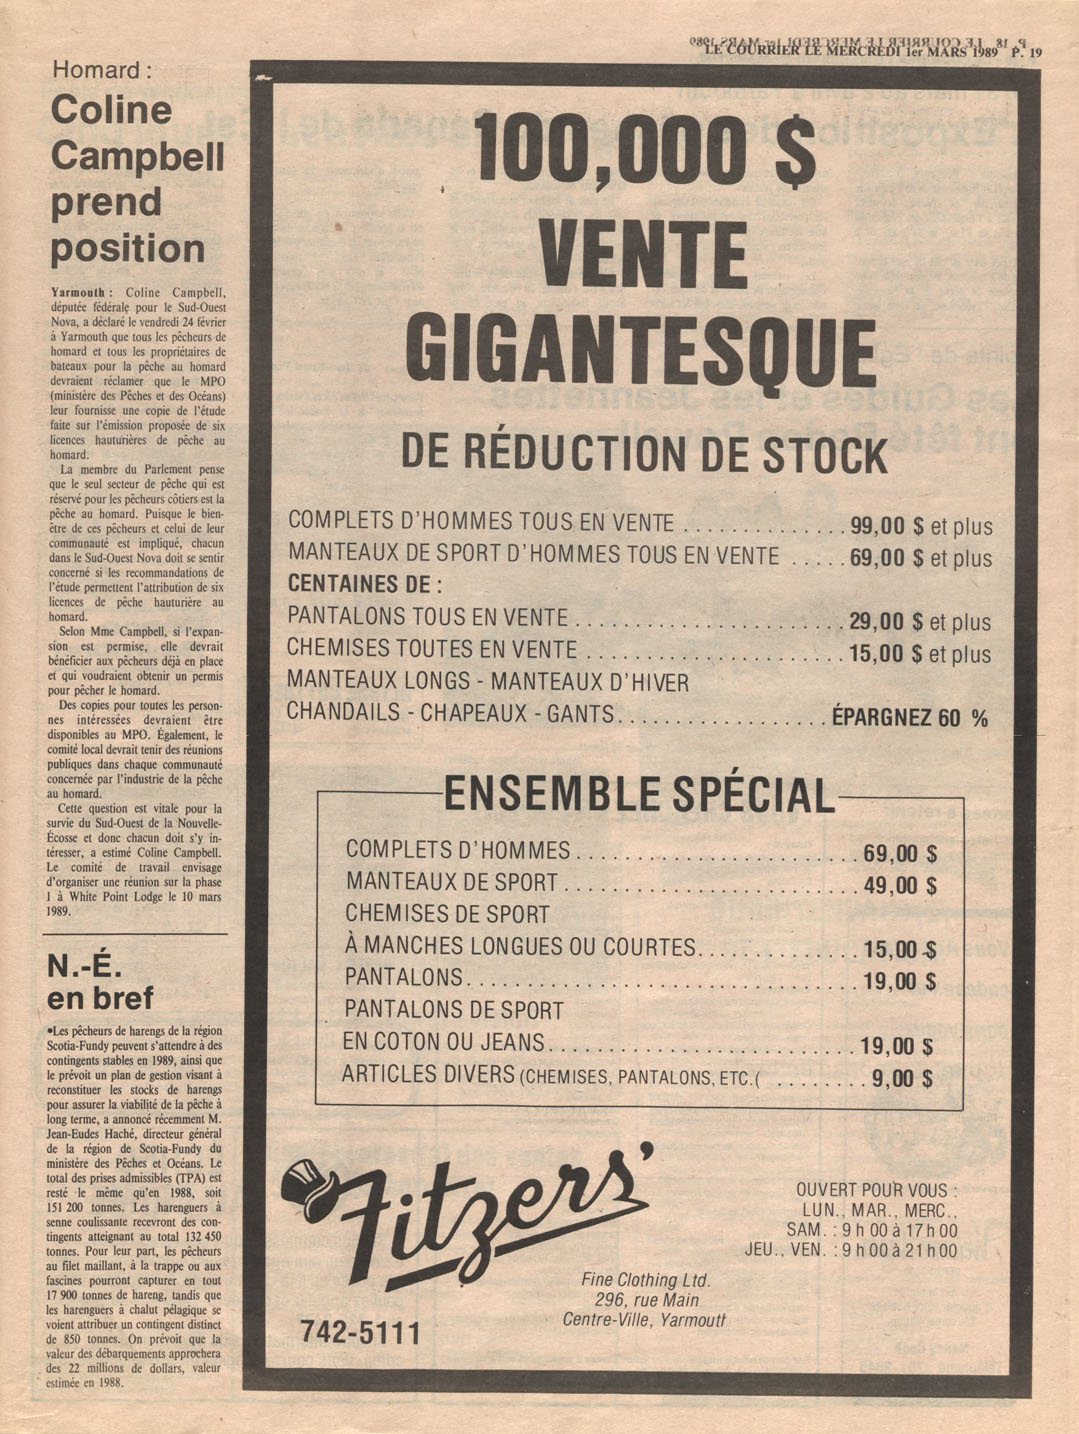 LE COURRIER LE MERCREDI 1er MARS 1989 P. 19
Homard :
Coline
Campbell
prend
position
Yarmouth : Coline Campbell,
députée fédérale pour le Sud-Ouest
Nova, a déclaré le vendredi 24 février
à Yarmouth que tous les pêcheurs de
homard et tous les propriétaires de
bateaux pour la pêche au homard
devraient réclamer que le MPO
(ministère des Pêches et des Océans)
leur fournisse une copie de l'étude
faite sur l'émission proposée de six
licences hauturières de pêche au
homard.
La membre du Parlement pense
que le seul secteur de pêche qui est
réservé pour les pêcheurs côtiers est la
pêche au homard. Puisque le bien-
être de ces pêcheurs et celui de leur
communauté est impliqué, chacun
dans le Sud-Ouest Nova doit se sentir
concerné si les recommandations de
l'étude permettent l'attribution de six
licences de pêche hauturière au
homard.
Selon Mme Campbell, si l'expan-
sion est permise, elle devrait
bénéficier aux pêcheurs déjà en place
et qui voudraient obtenir un permis
pour pêcher le homard.
Des copies pour toutes les person-
nes intéressées devraient être
disponibles au MPO. Également, le
comité local devrait tenir des réunions
publiques dans chaque communauté
concernée par l'industrie de la pêche
au homard.
Cette question est vitale pour la
survie du Sud-Ouest de la Nouvelle-
Écosse et donc chacun doit s'y in-
téresser, a estimé Coline Campbell.
Le comité de travail envisage
d'organiser une réunion sur la phase
1 à White Point Lodge le 10 mars
1989.
N.-É.
en bref
•Les pêcheurs de harengs de la région
Scotia-Fundy peuvent s'attendre à des
contingents stables en 1989, ainsi que
le prévoit un plan de gestion visant à
reconstituer les stocks de harengs
pour assurer la viabilité de la pêche à
long terme, a annoncé récemment M.
Jean-Eudes Haché, directeur général
de la région de Scotia-Fundy du
ministère des Pêches et Océans. Le
total des prises admissibles (TPA) est
resté le même qu'en 1988, soit
151 200 tonnes. Les harenguiers à
senne coulissante recevront des con-
tingents atteignant au total 132 450
tonnes. Pour leur part, les pêcheurs
au filet maillant, à la trappe ou aux
fascines pourront capturer en tout
17 900 tonnes de hareng, tandis que
les harenguiers à chalut pélagique se
voient attribuer un contingent distinct
de 850 tonnes. On prévoit que la
valeur des débarquements approchera
des 22 millions de dollars, valeur
estimée en 1988.
100,000 $
VENTE
GIGANTESQUE
DE RÉDUCTION DE STOCK
COMPLETS D'HOMMES TOUS EN VENTE .............. 99,00 $ et plus
MANTEAUX DE SPORT D'HOMMES TOUS EN VENTE ..... 69,00 $ et plus
CENTAINES DE :
PANTALONS TOUS EN VENTE ....................... 29,00 $ et plus
CHEMISES TOUTES EN VENTE ...................... 15,00 $ et plus
MANTEAUX LONGS - MANTEAUX D'HIVER
CHANDAILS - CHAPEAUX - GANTS.................. ÉPARGNEZ 60 %
ENSEMBLE SPÉCIAL
COMPLETS D'HOMMES........................ 69,00 $
MANTEAUX DE SPORT......................... 49,00 $
CHEMISES DE SPORT
À MANCHES LONGUES OU COURTES.............. 15,00 $
PANTALONS................................. 19,00 $
PANTALONS DE SPORT
EN COTON OU JEANS.......................... 19,00 $
ARTICLES DIVERS (CHEMISES, PANTALONS, ETC.( ........ 9,00 $
Fitzers'
OUVERT POUR VOUS :
LUN., MAR., MERC.,
SAM. : 9 h 00 à 17 h 00
JEU., VEN. : 9 h 00 à 21 h 00
Fine Clothing Ltd.
296, rue Main
Centre-Ville, Yarmoutt
742-5111